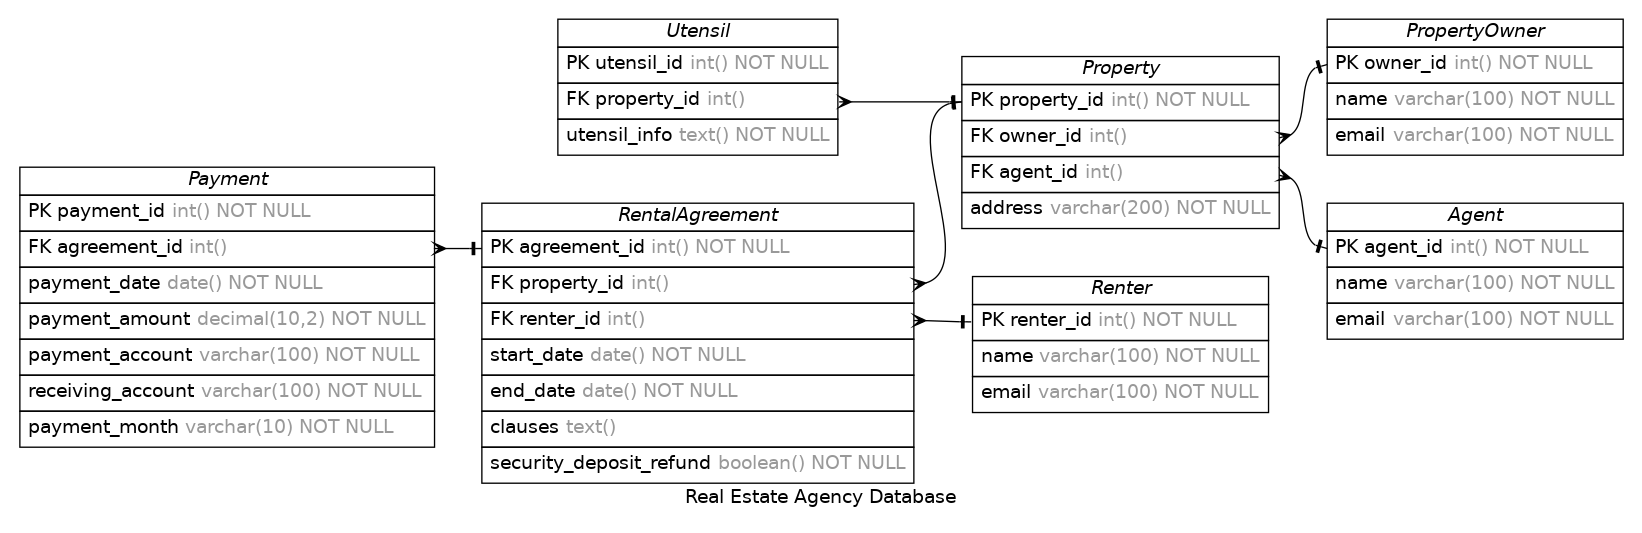 Utensil
PK utensil_id int() NOT NULL
FK property_id int()
utensil_info text() NOT NULL
Property
PK property_id int() NOT NULL
FK owner_id int()
FK agent_id int()
address varchar(200) NOT NULL
PropertyOwner
PK owner_id int() NOT NULL
name varchar(100) NOT NULL
email varchar(100) NOT NULL
Payment
PK payment_id int() NOT NULL
FK agreement_id int()
payment_date date() NOT NULL
payment_amount decimal(10,2) NOT NULL
payment_account varchar(100) NOT NULL
receiving_account varchar(100) NOT NULL
payment_month varchar(10) NOT NULL
RentalAgreement
PK agreement_id int() NOT NULL
FK property_id int()
FK renter_id int()
start_date date() NOT NULL
end_date date() NOT NULL
clauses text()
security_deposit_refund boolean() NOT NULL
Renter
PK renter_id int() NOT NULL
name varchar(100) NOT NULL
email varchar(100) NOT NULL
Agent
PK agent_id int() NOT NULL
name varchar(100) NOT NULL
email varchar(100) NOT NULL
Real Estate Agency Database